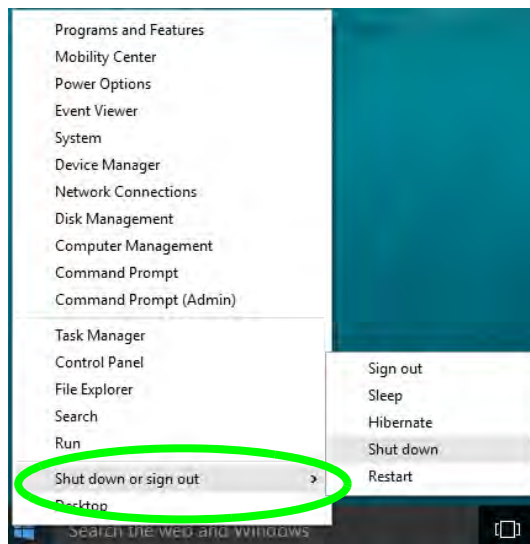 Programs and Features
Mobility Center
Power Options
Event Viewer
System
Device Manager
Network Connections
Disk Management
Computer Management
Command Prompt
Command Prompt (Admin)
Task Manager
Control Panel
File Explorer
Search
Run
Shut down or sign out
Desktop
Sign out
Sleep
Hibernate
Shut down
Restart
Search the web and Windows